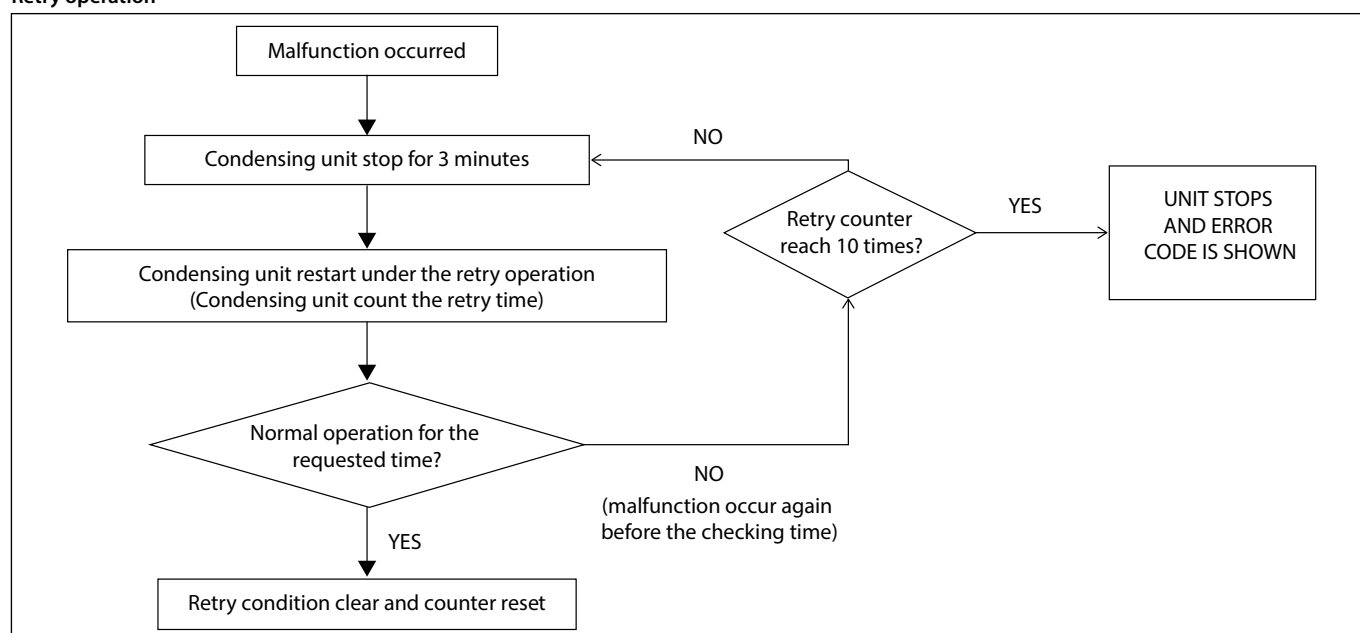 Retry operation
Malfunction occurred
Condensing unit stop for 3 minutes
NO
Retry counter
reach 10 times?
YES
UNIT STOPS
AND ERROR
CODE IS SHOWN
Condensing unit restart under the retry operation
(Condensing unit count the retry time)
Normal operation for the
requested time?
NO
(malfunction occur again
before the checking time)
YES
Retry condition clear and counter reset